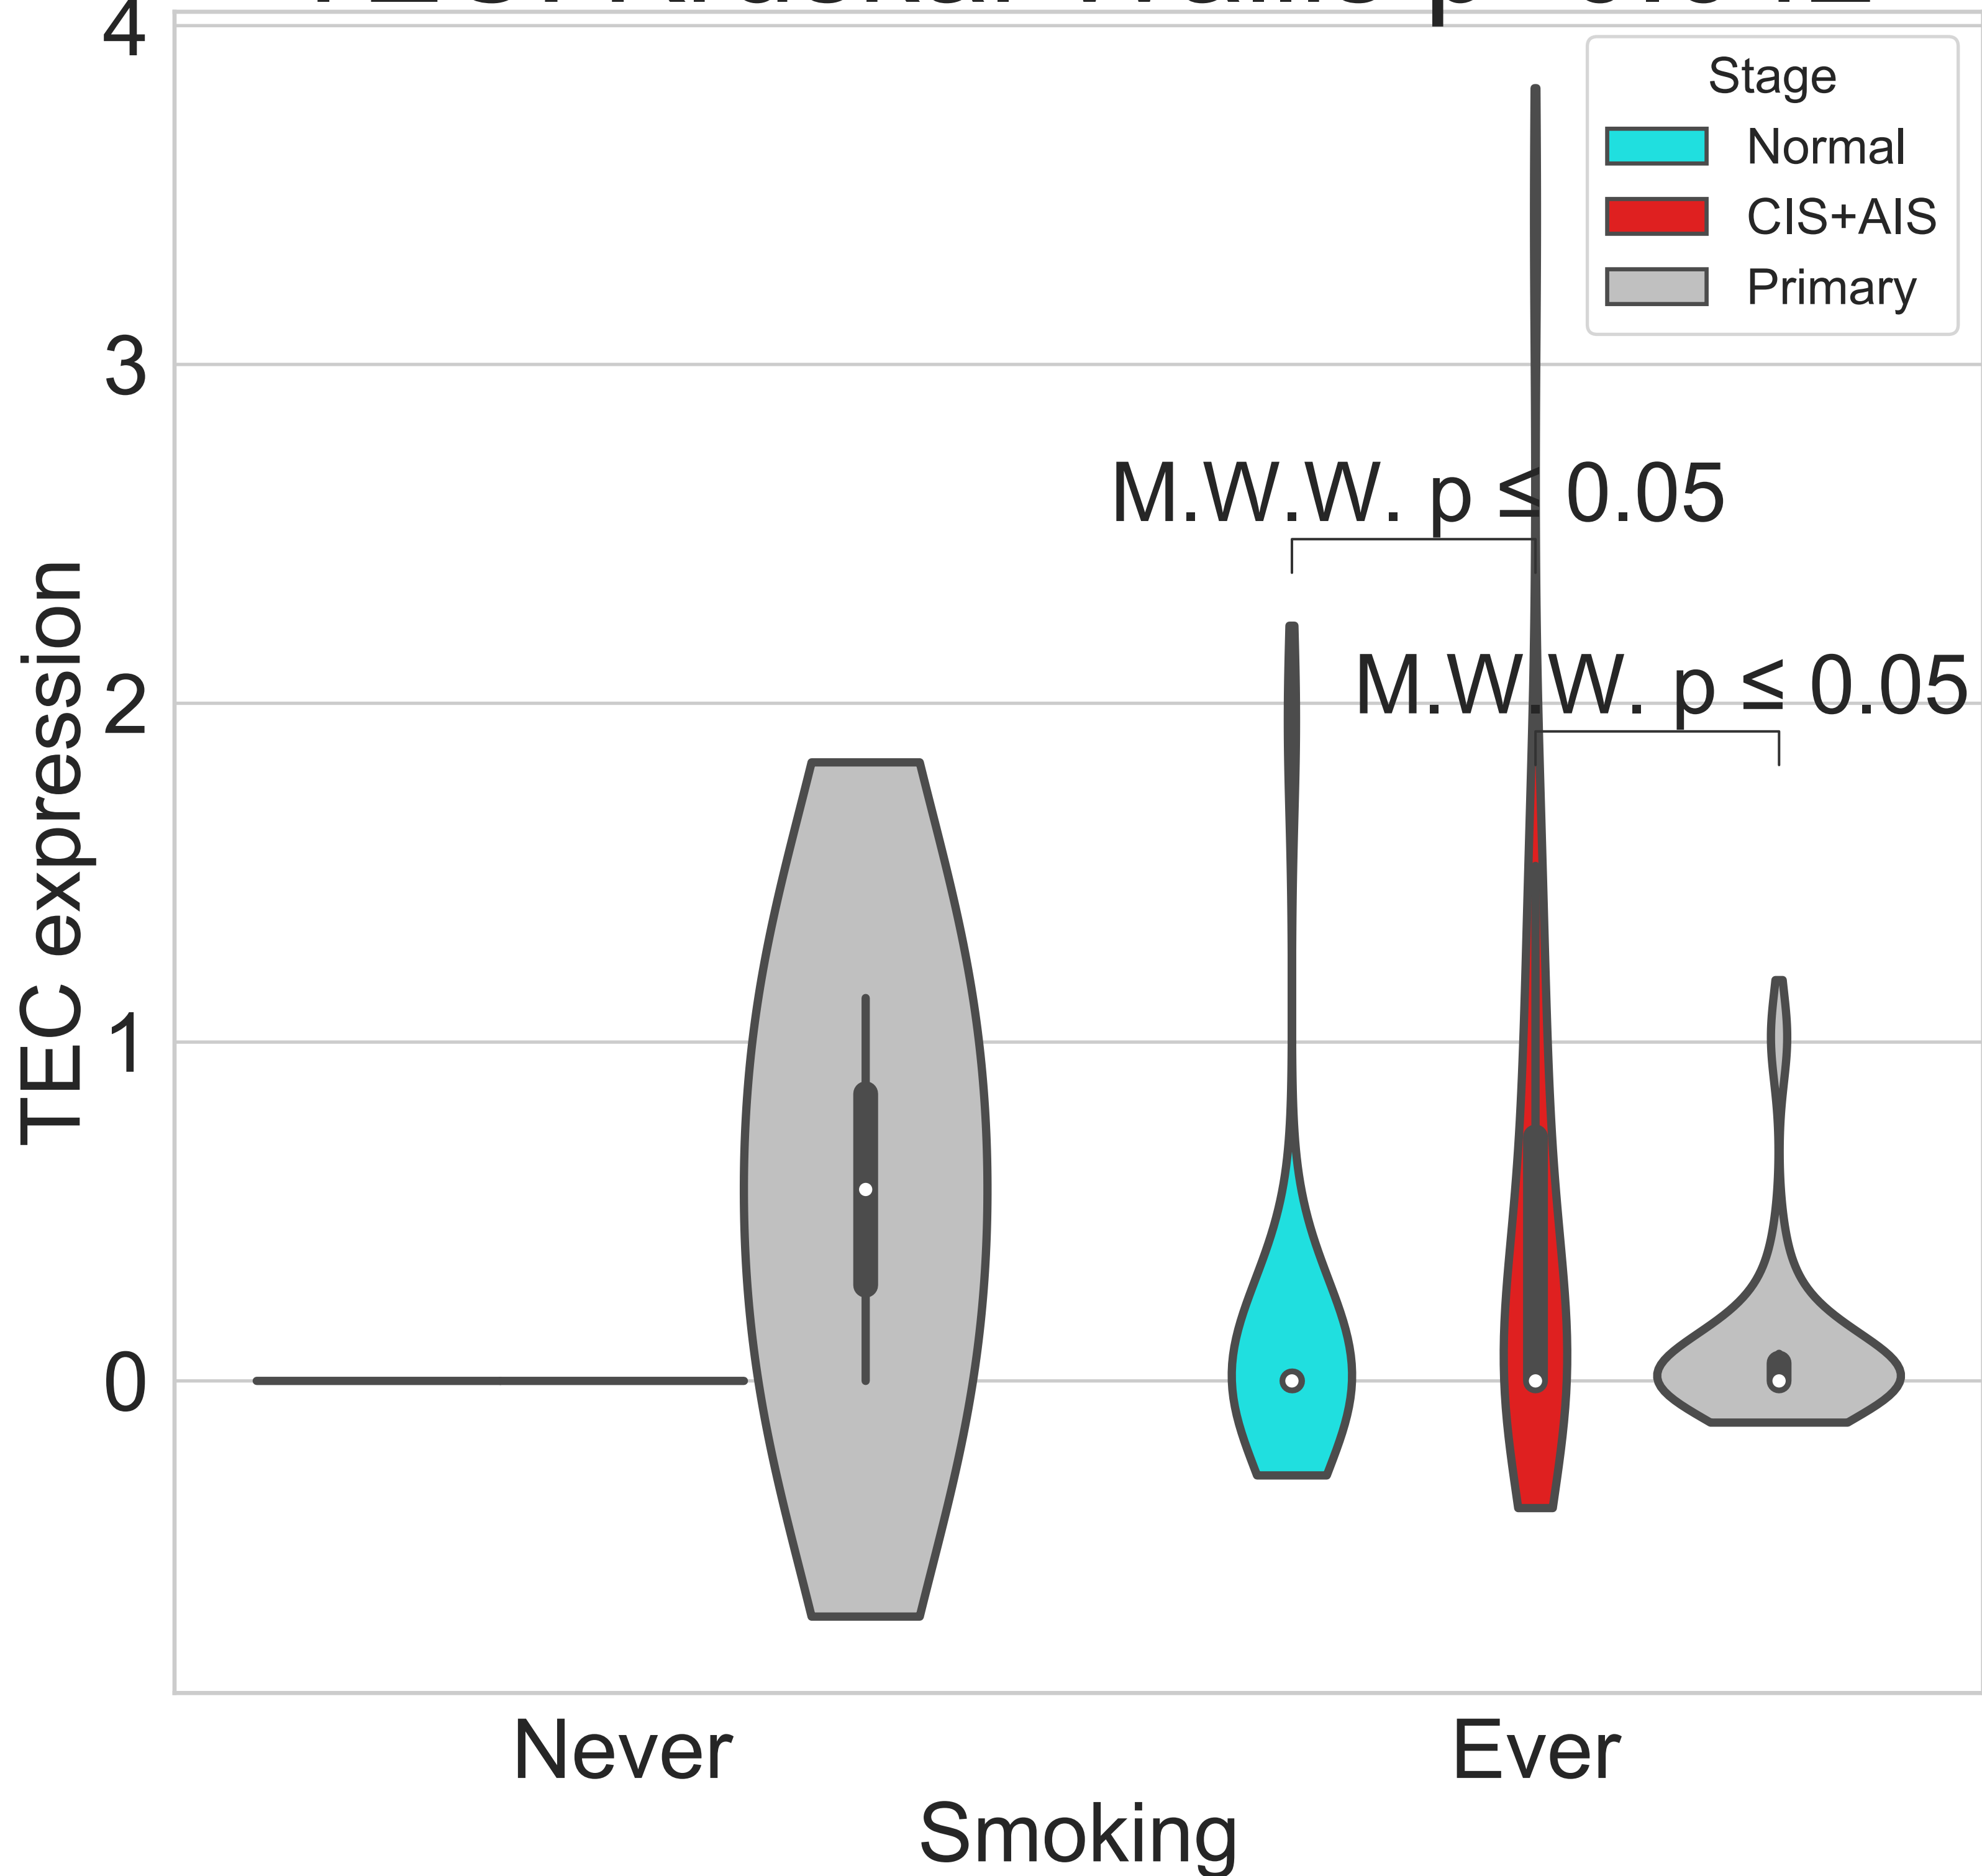 4
Stage
Normal
CIS+AIS
Primary
3
M.W.W. p ≤ 0.05
M.W.W. p ≤ 0.05
2
1
0
TEC expression
Never
Ever
Smoking